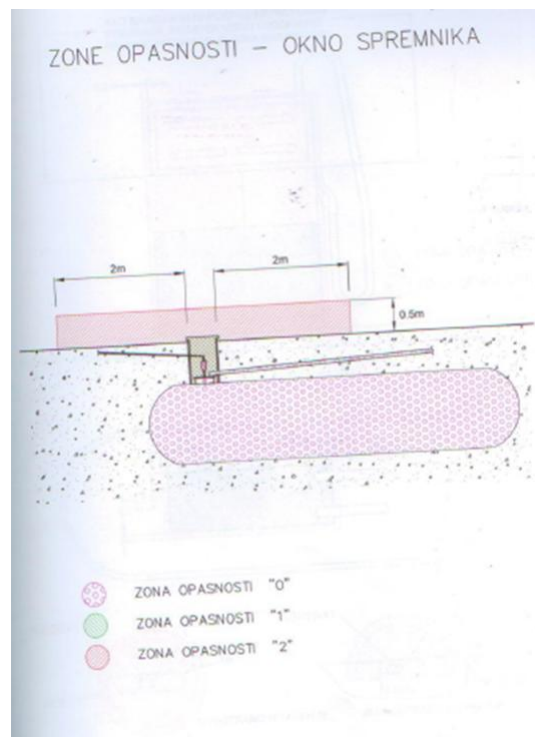 ZONE OPASNOSTI – OKNO SPREMNIKA
2m
2m
0.5m
ZONA OPASNOSTI "0"
ZONA OPASNOSTI "1"
ZONA OPASNOSTI "2"